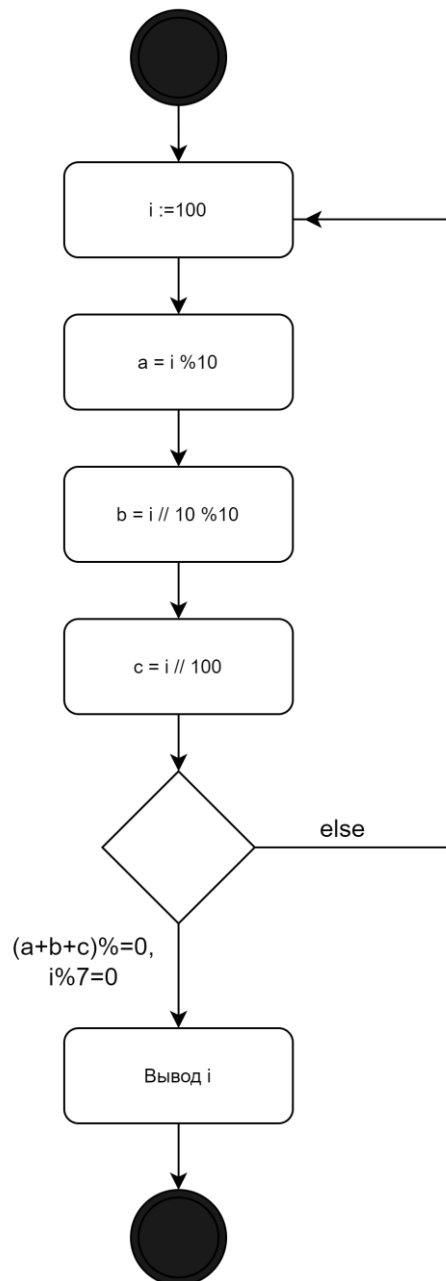 i :=100
a = i %10
b = i // 10 %10
c = i // 100
else
(a+b+c)%=0,
i%7=0
Вывод i